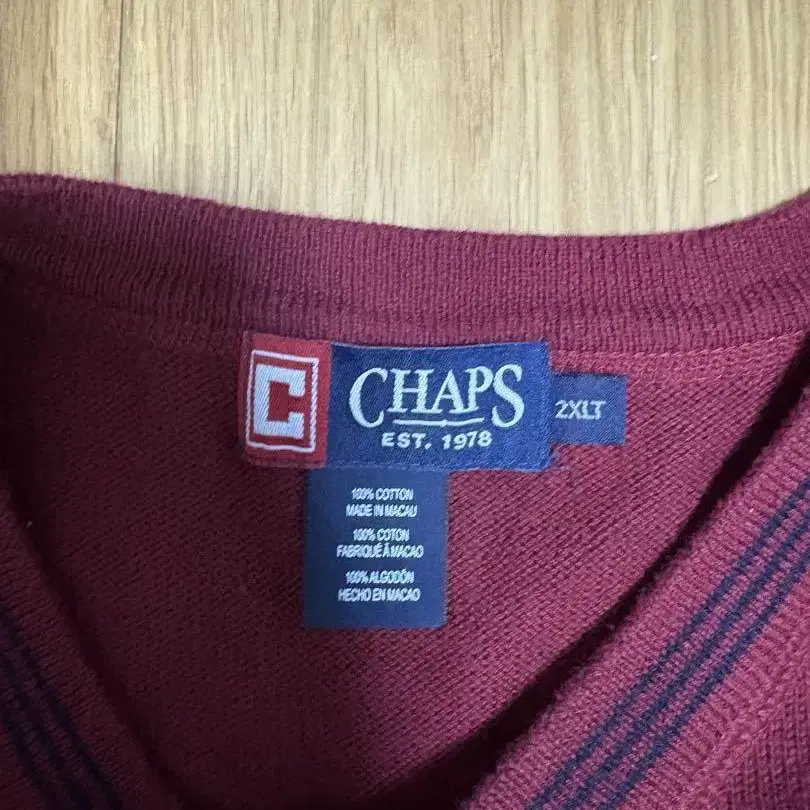 C
CHAPS
EST. 1978
2XLT
100% COTTON
MADE IN MACAU
100% COTON
FABRIQUÉ À MACAO
100% ALGODÓN
HECHO EN MACAO